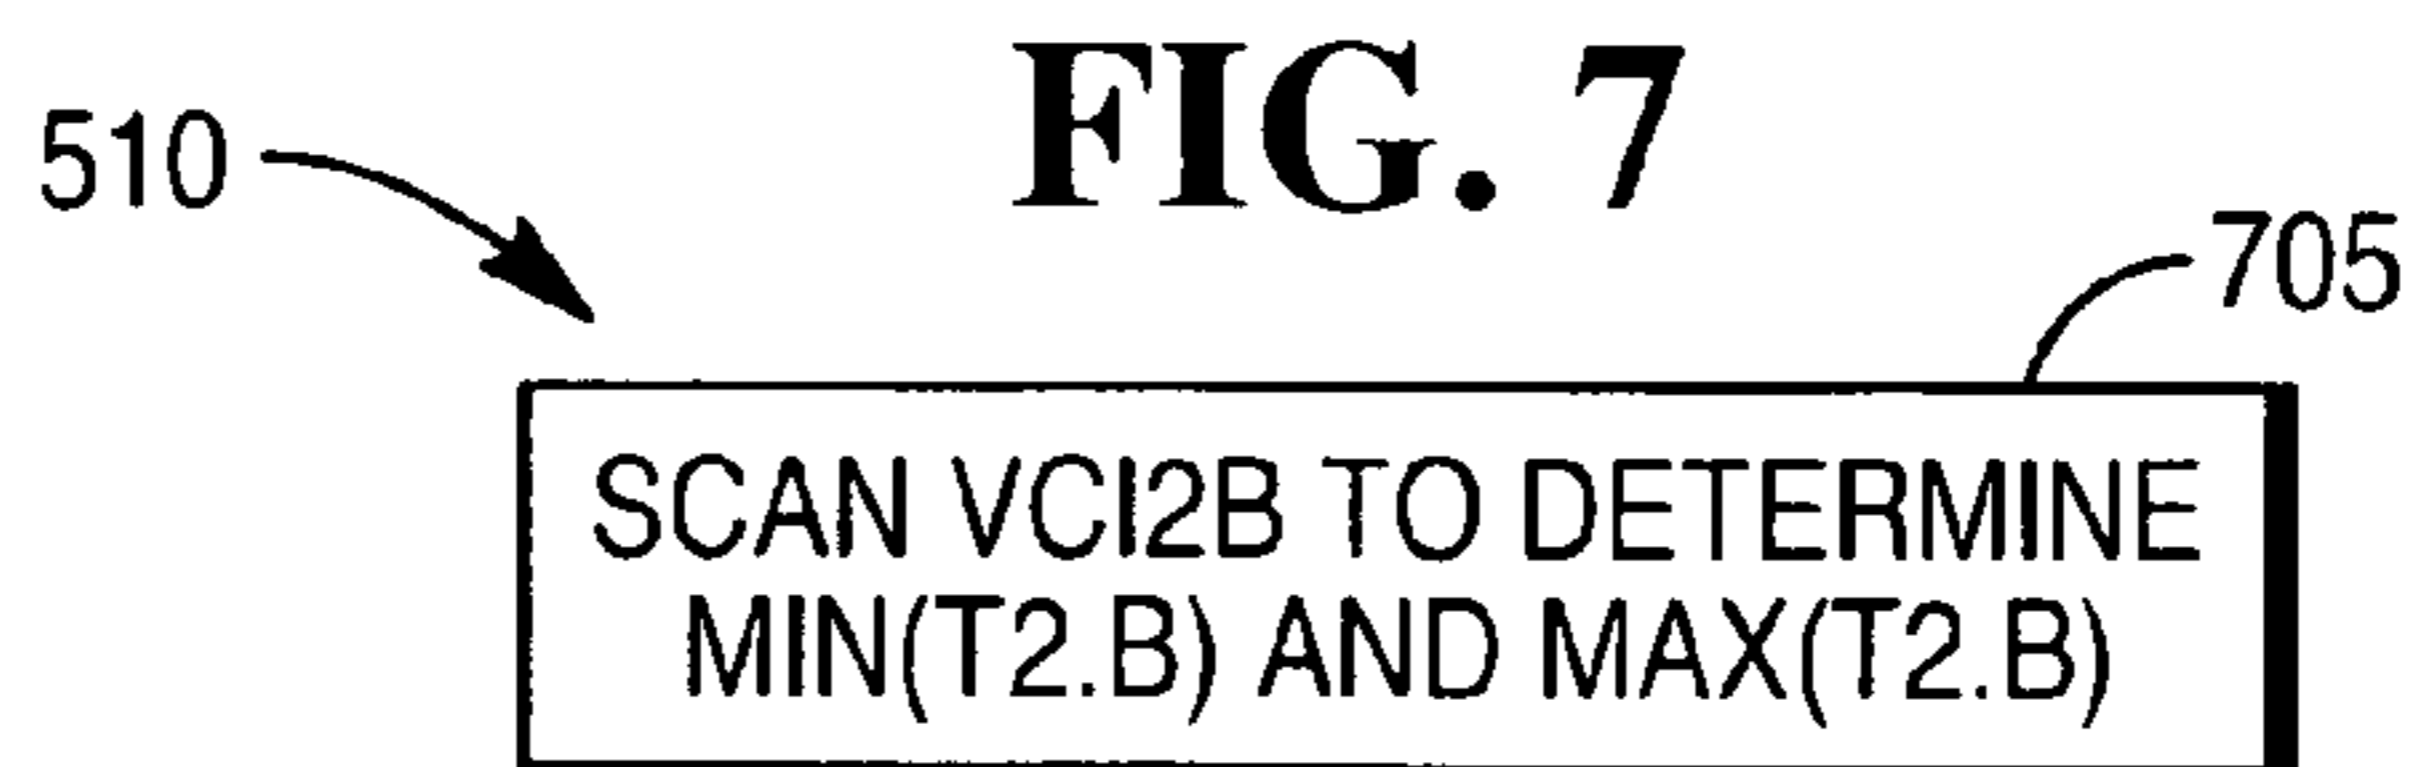 FIG. 7
510
705
SCAN VCI2B TO DETERMINE
MIN(T2.B) AND MAX(T2.B)